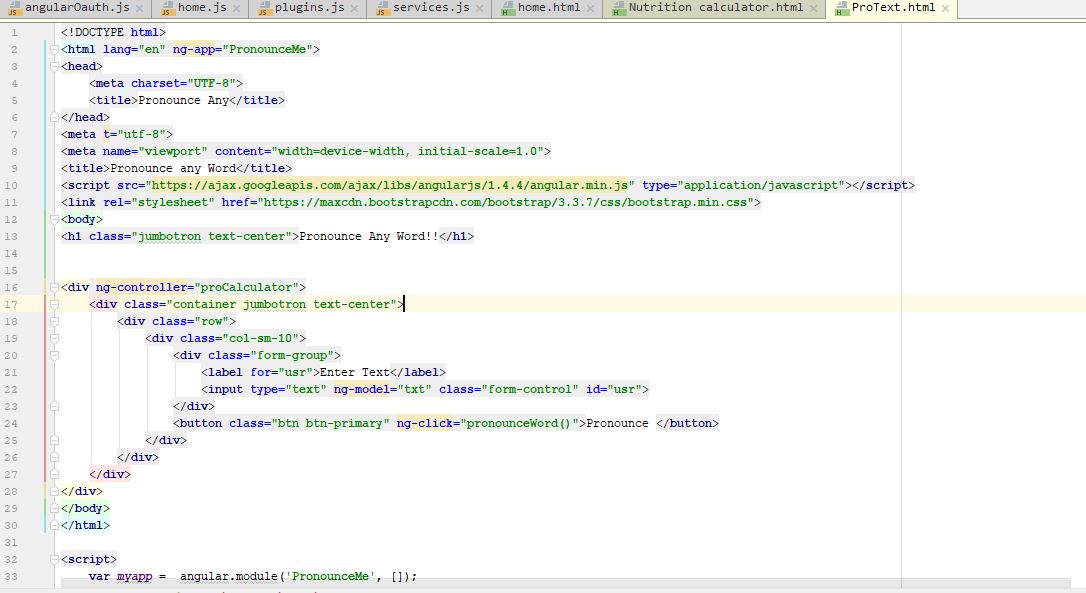 angularOauth.js home.js plugins.js services.js home.html Nutrition calculator.html ProText.html
1 <!DOCTYPE html>
2 <html lang="en" ng-app="PronounceMe">
3 <head>
4 <meta charset="UTF-8">
5 <title>Pronounce Any</title>
6 </head>
7 <meta t="utf-8">
8 <meta name="viewport" content="width=device-width, initial-scale=1.0">
9 <title>Pronounce any Word</title>
10 <script src="https://ajax.googleapis.com/ajax/libs/angularjs/1.4.4/angular.min.js" type="application/javascript"></script>
11 <link rel="stylesheet" href="https://maxcdn.bootstrapcdn.com/bootstrap/3.3.7/css/bootstrap.min.css">
12 <body>
13 <h1 class="jumbotron text-center">Pronounce Any Word!!</h1>
14
15
16 <div ng-controller="proCalculator">
17 <div class="container jumbotron text-center">
18 <div class="row">
19 <div class="col-sm-10">
20 <div class="form-group">
21 <label for="usr">Enter Text</label>
22 <input type="text" ng-model="txt" class="form-control" id="usr">
23 </div>
24 <button class="btn btn-primary" ng-click="pronounceWord()">Pronounce </button>
25 </div>
26 </div>
27 </div>
28 </div>
29 </body>
30 </html>
31
32 <script>
33 var myapp = angular.module('PronounceMe', []);